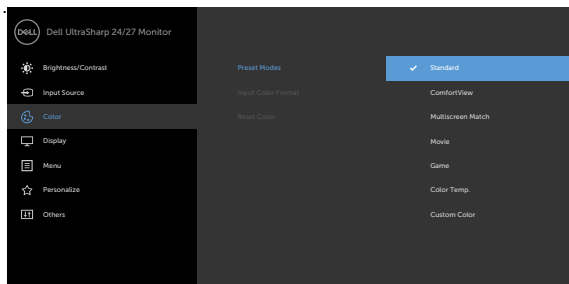 DELL Dell UltraSharp 24/27 Monitor
Brightness/Contrast Preset Modes Standard
Input Source Input Color Format ComfortView
Color Reset Color Multiscreen Match
Display Movie
Menu Game
Personalize Color Temp.
Others Custom Color